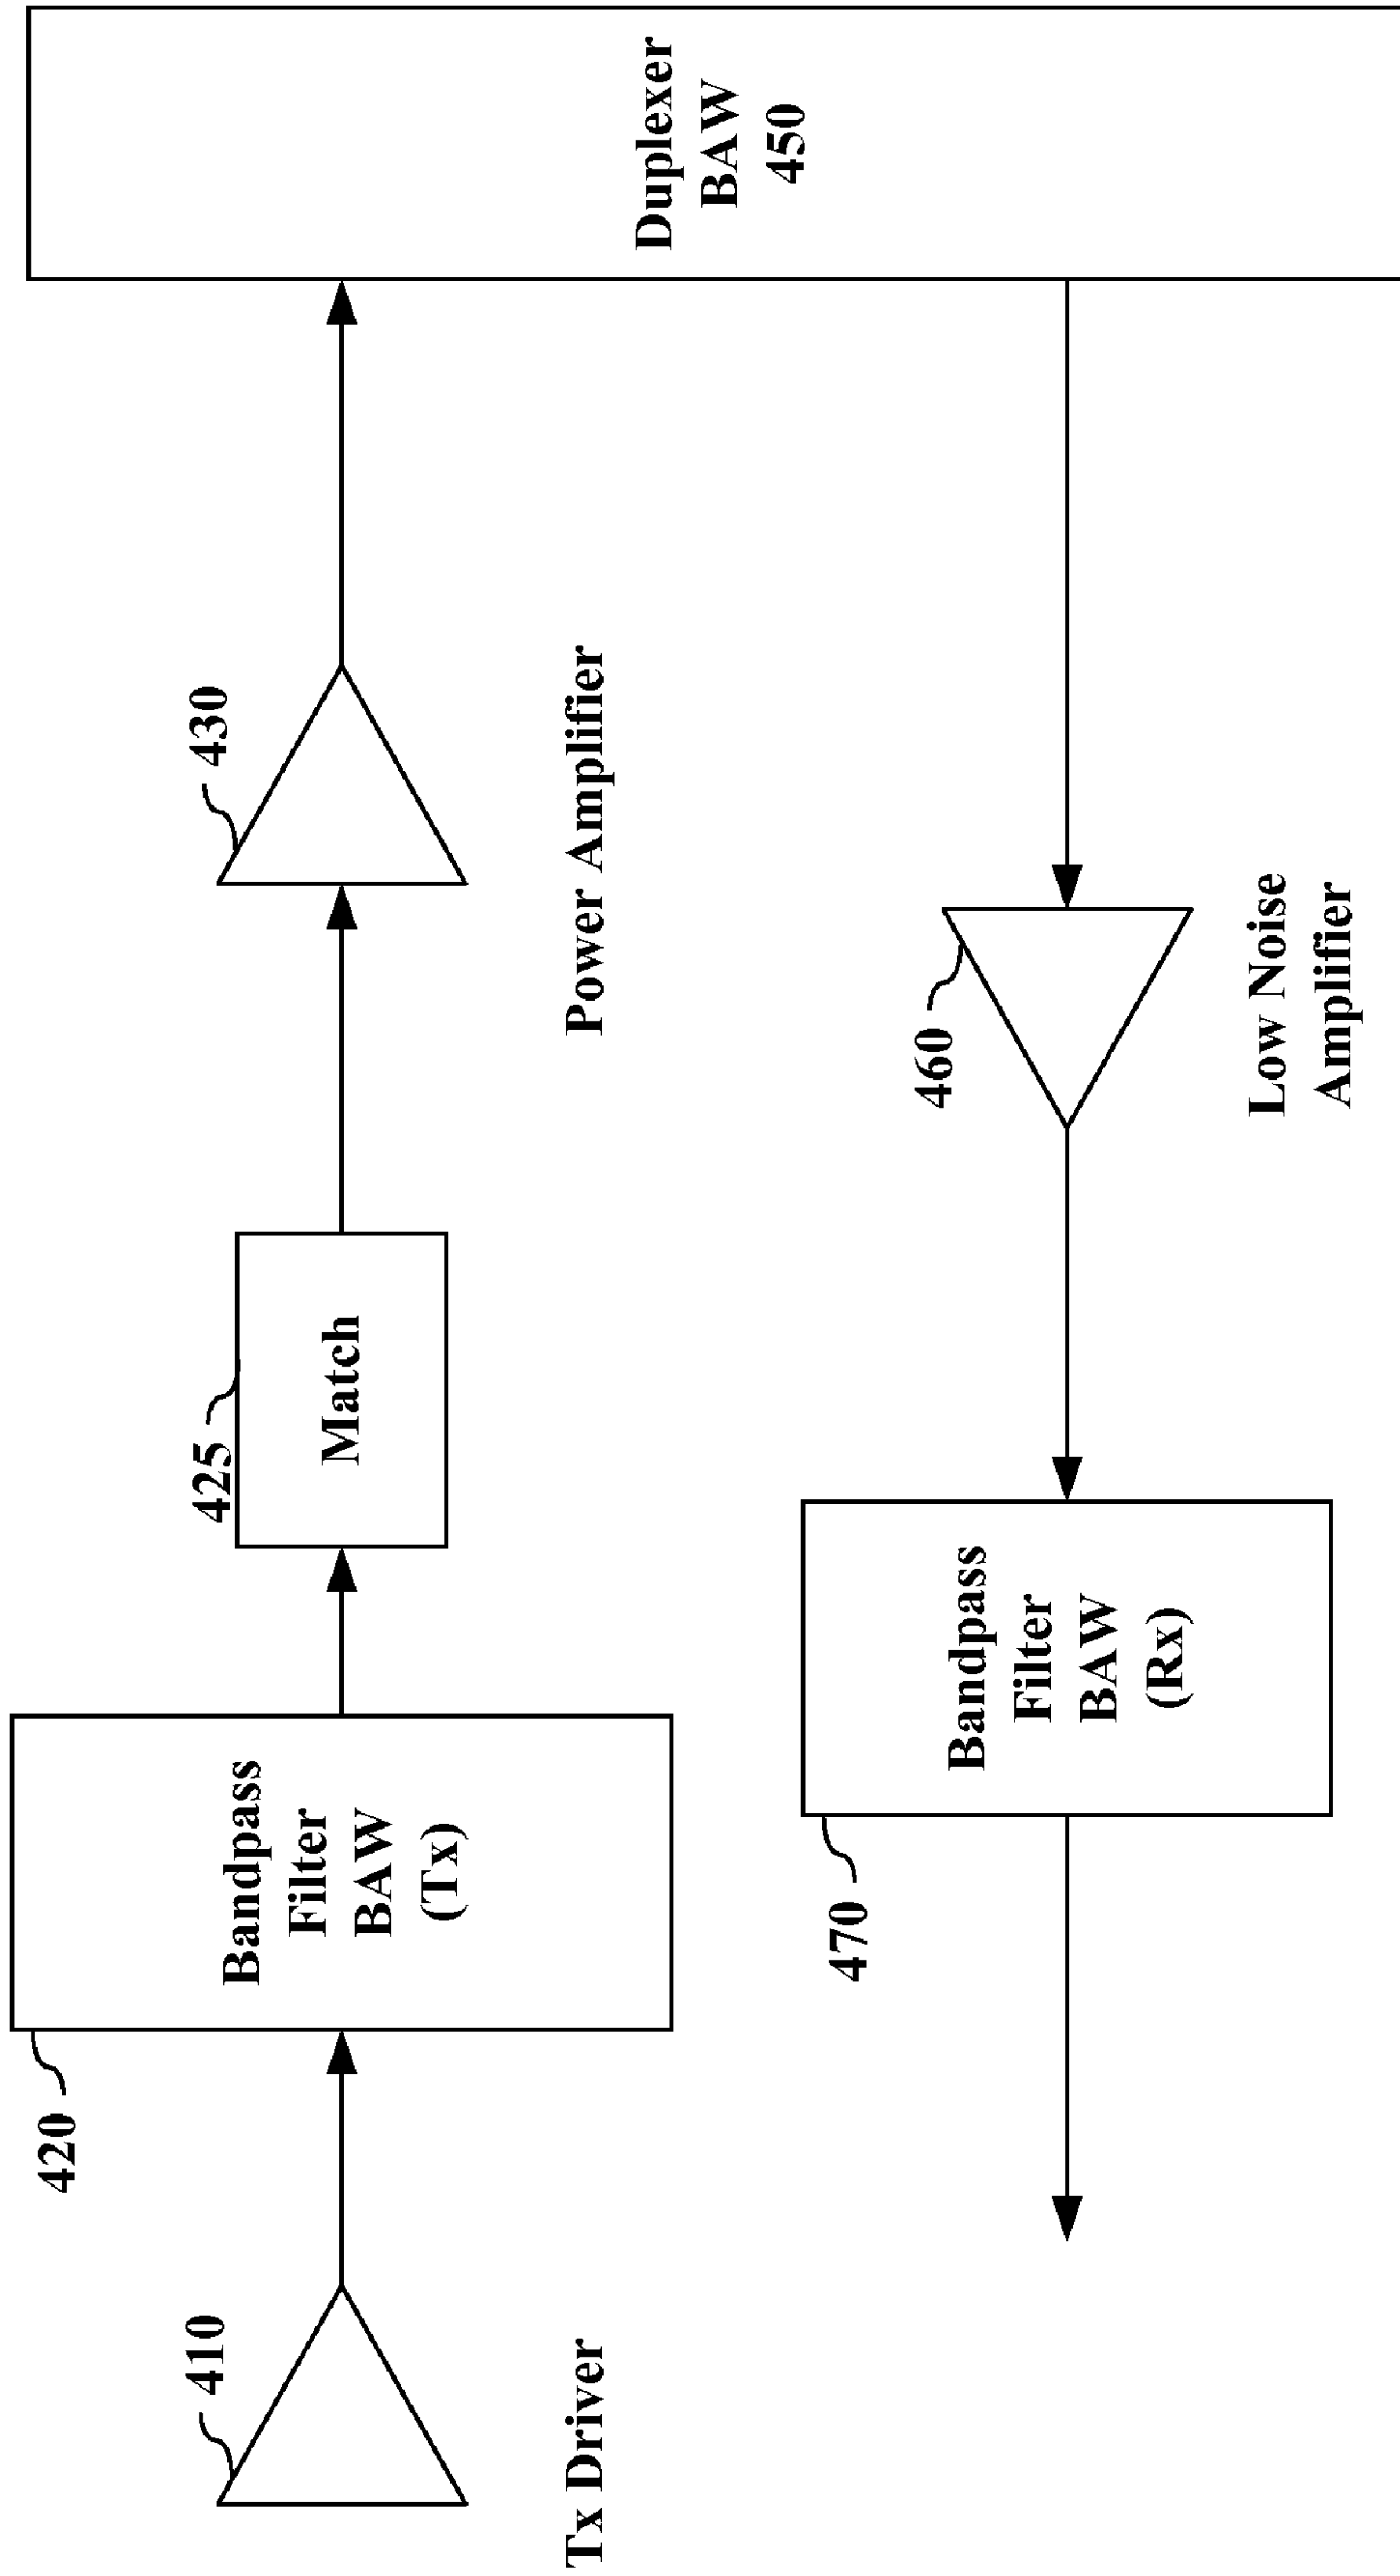 410
Tx Driver
420
Bandpass
Filter
BAW
(Tx)
425
Match
430
Power Amplifier
Duplexer
BAW
450
460
Low Noise
Amplifier
470
Bandpass
Filter
BAW
(Rx)